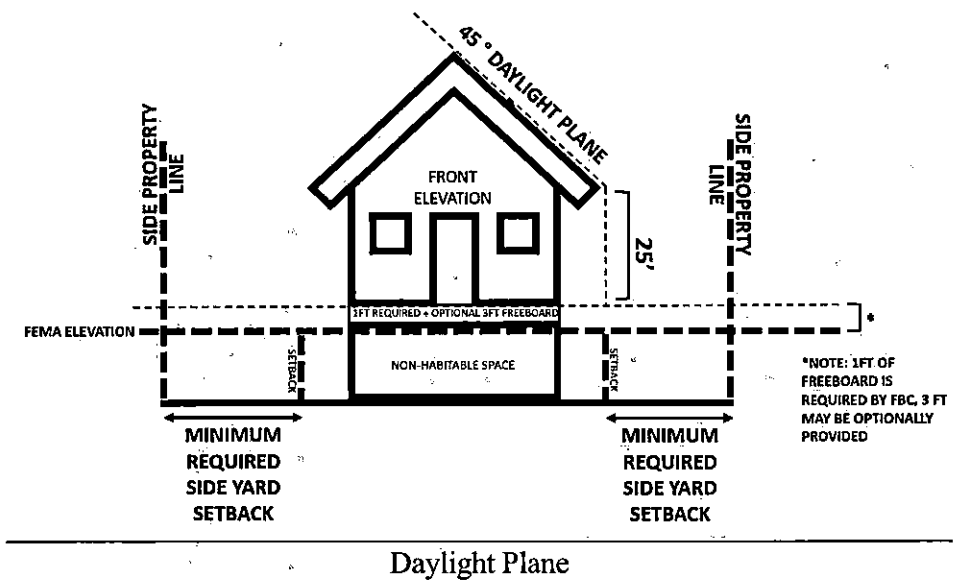 45° DAYLIGHT PLANE
SIDE PROPERTY
LINE
SIDE PROPERTY
LINE
FRONT
ELEVATION
25'
1FT REQUIRED + OPTIONAL 3FT FREEBOARD
*
FEMA ELEVATION
SETBACK
NON-HABITABLE SPACE
SETBACK
*NOTE: 1FT OF
FREEBOARD IS
REQUIRED BY FBC, 3 FT
MAY BE OPTIONALLY
PROVIDED
MINIMUM
REQUIRED
SIDE YARD
SETBACK
MINIMUM
REQUIRED
SIDE YARD
SETBACK
Daylight Plane